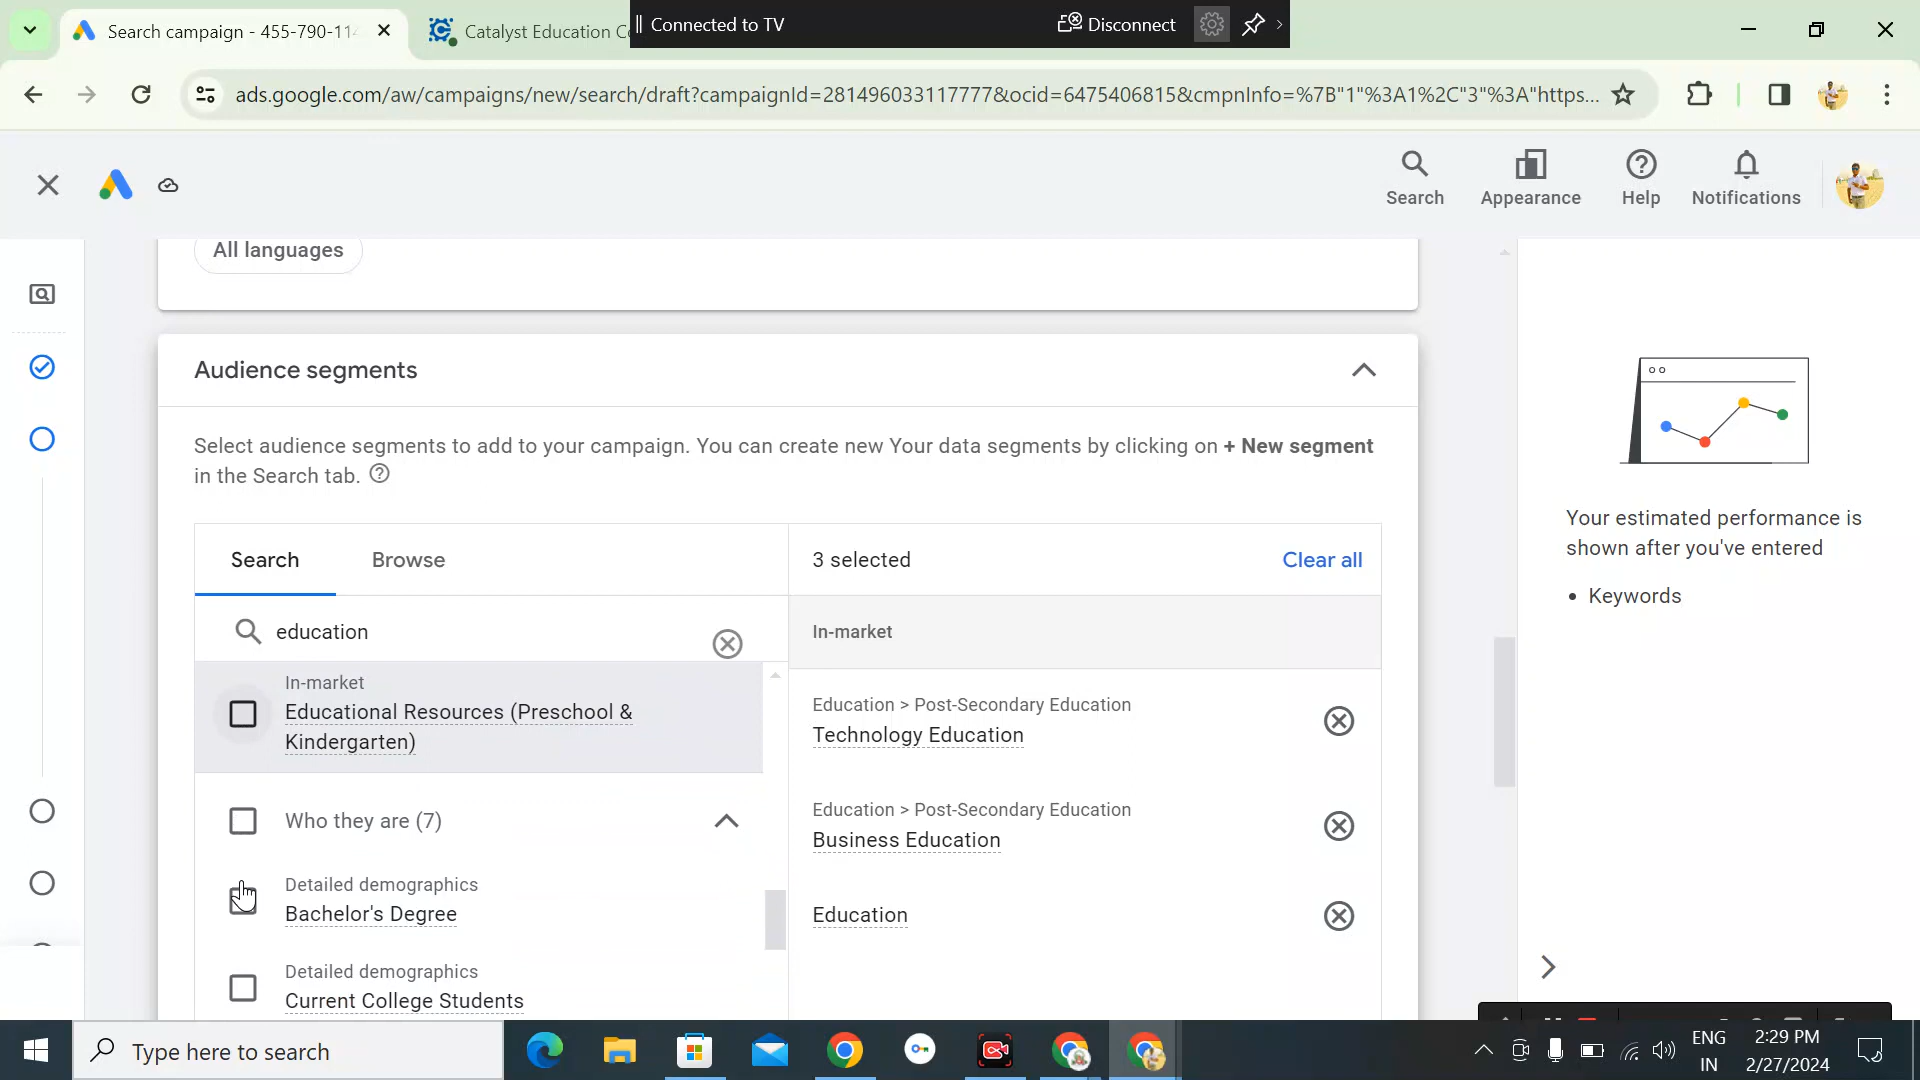 Search campaign - 455-790-114
Catalyst Education Co
Connected to TV
Disconnect
ads.google.com/aw/campaigns/new/search/draft?campaignId=281496033117777&ocid=6475406815&cmpnInfo=%7B"1"%3A1%2C"3"%3A"https...
Search
Appearance
Help
Notifications
All languages
Audience segments
Select audience segments to add to your campaign. You can create new Your data segments by clicking on + New segment
in the Search tab.
Search
Browse
3 selected
Clear all
education
In-market
Educational Resources (Preschool &
Kindergarten)
Who they are (7)
Detailed demographics
Bachelor's Degree
Detailed demographics
Current College Students
In-market
Education > Post-Secondary Education
Technology Education
Education > Post-Secondary Education
Business Education
Education
Your estimated performance is
shown after you've entered
• Keywords
Type here to search
ENG
IN
2:29 PM
2/27/2024